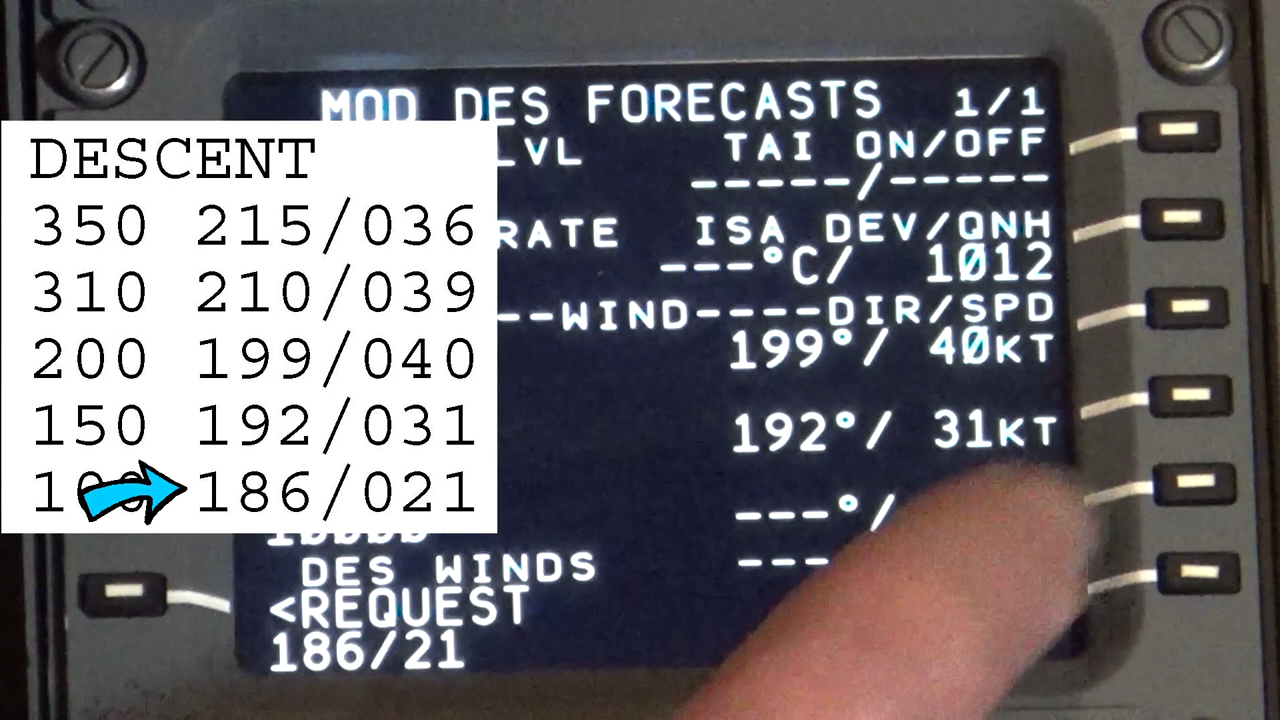 MOD DES FORECASTS 1/1
LVL TAI ON/OFF
-----/-----
RATE ISA DEV/QNH
---°C/ 1012
--WIND----DIR/SPD
199°/ 40KT
192°/ 31KT
---°/
10000
DES WINDS ---
<REQUEST
186/21
DESCENT
350 215/036
310 210/039
200 199/040
150 192/031
100 186/021